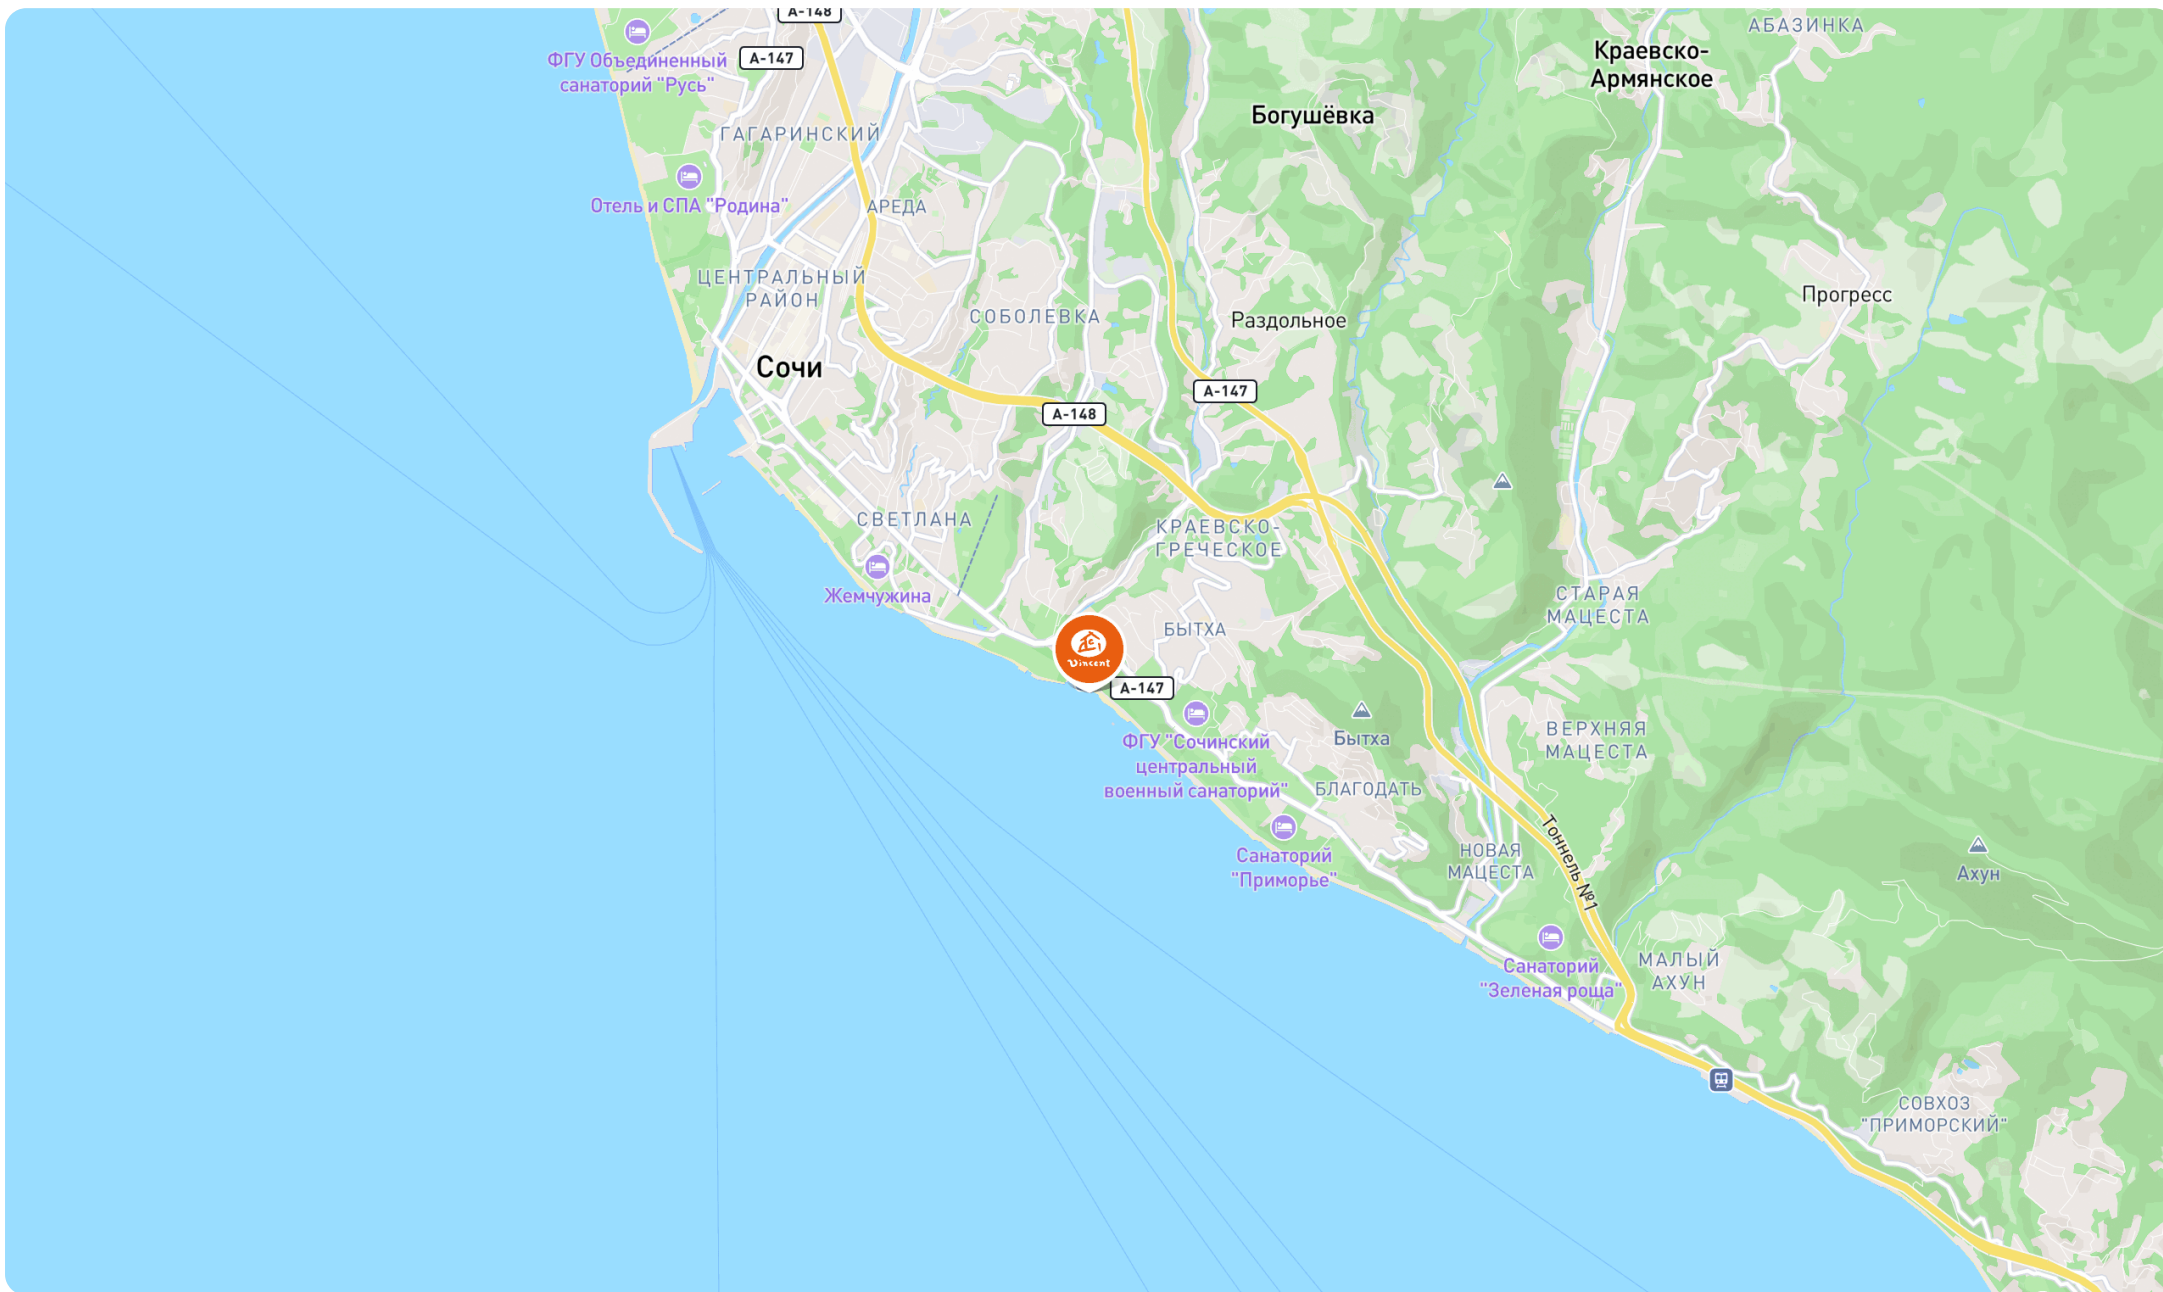 А-148
ФГУ Объединенный
санаторий "Русь"
А-147
Краевско-
Армянское
АБАЗИНКА
Богушёвка
ГАГАРИНСКИЙ
Отель и СПА "Родина"
АРЕДА
ЦЕНТРАЛЬНЫЙ
РАЙОН
СОБОЛЕВКА
Раздольное
Прогресс
Сочи
А-147
А-148
СВЕТЛАНА
КРАЕВСКО-
ГРЕЧЕСКОЕ
Жемчужина
СТАРАЯ
МАЦЕСТА
БЫТХА
Vincent
А-147
ФГУ "Сочинский
центральный
военный санаторий"
Бытха
ВЕРХНЯЯ
МАЦЕСТА
БЛАГОДАТЬ
Тоннель №1
Санаторий
"Приморье"
НОВАЯ
МАЦЕСТА
Ахун
Санаторий
"Зеленая роща"
МАЛЫЙ
АХУН
СОВХОЗ
"ПРИМОРСКИЙ"